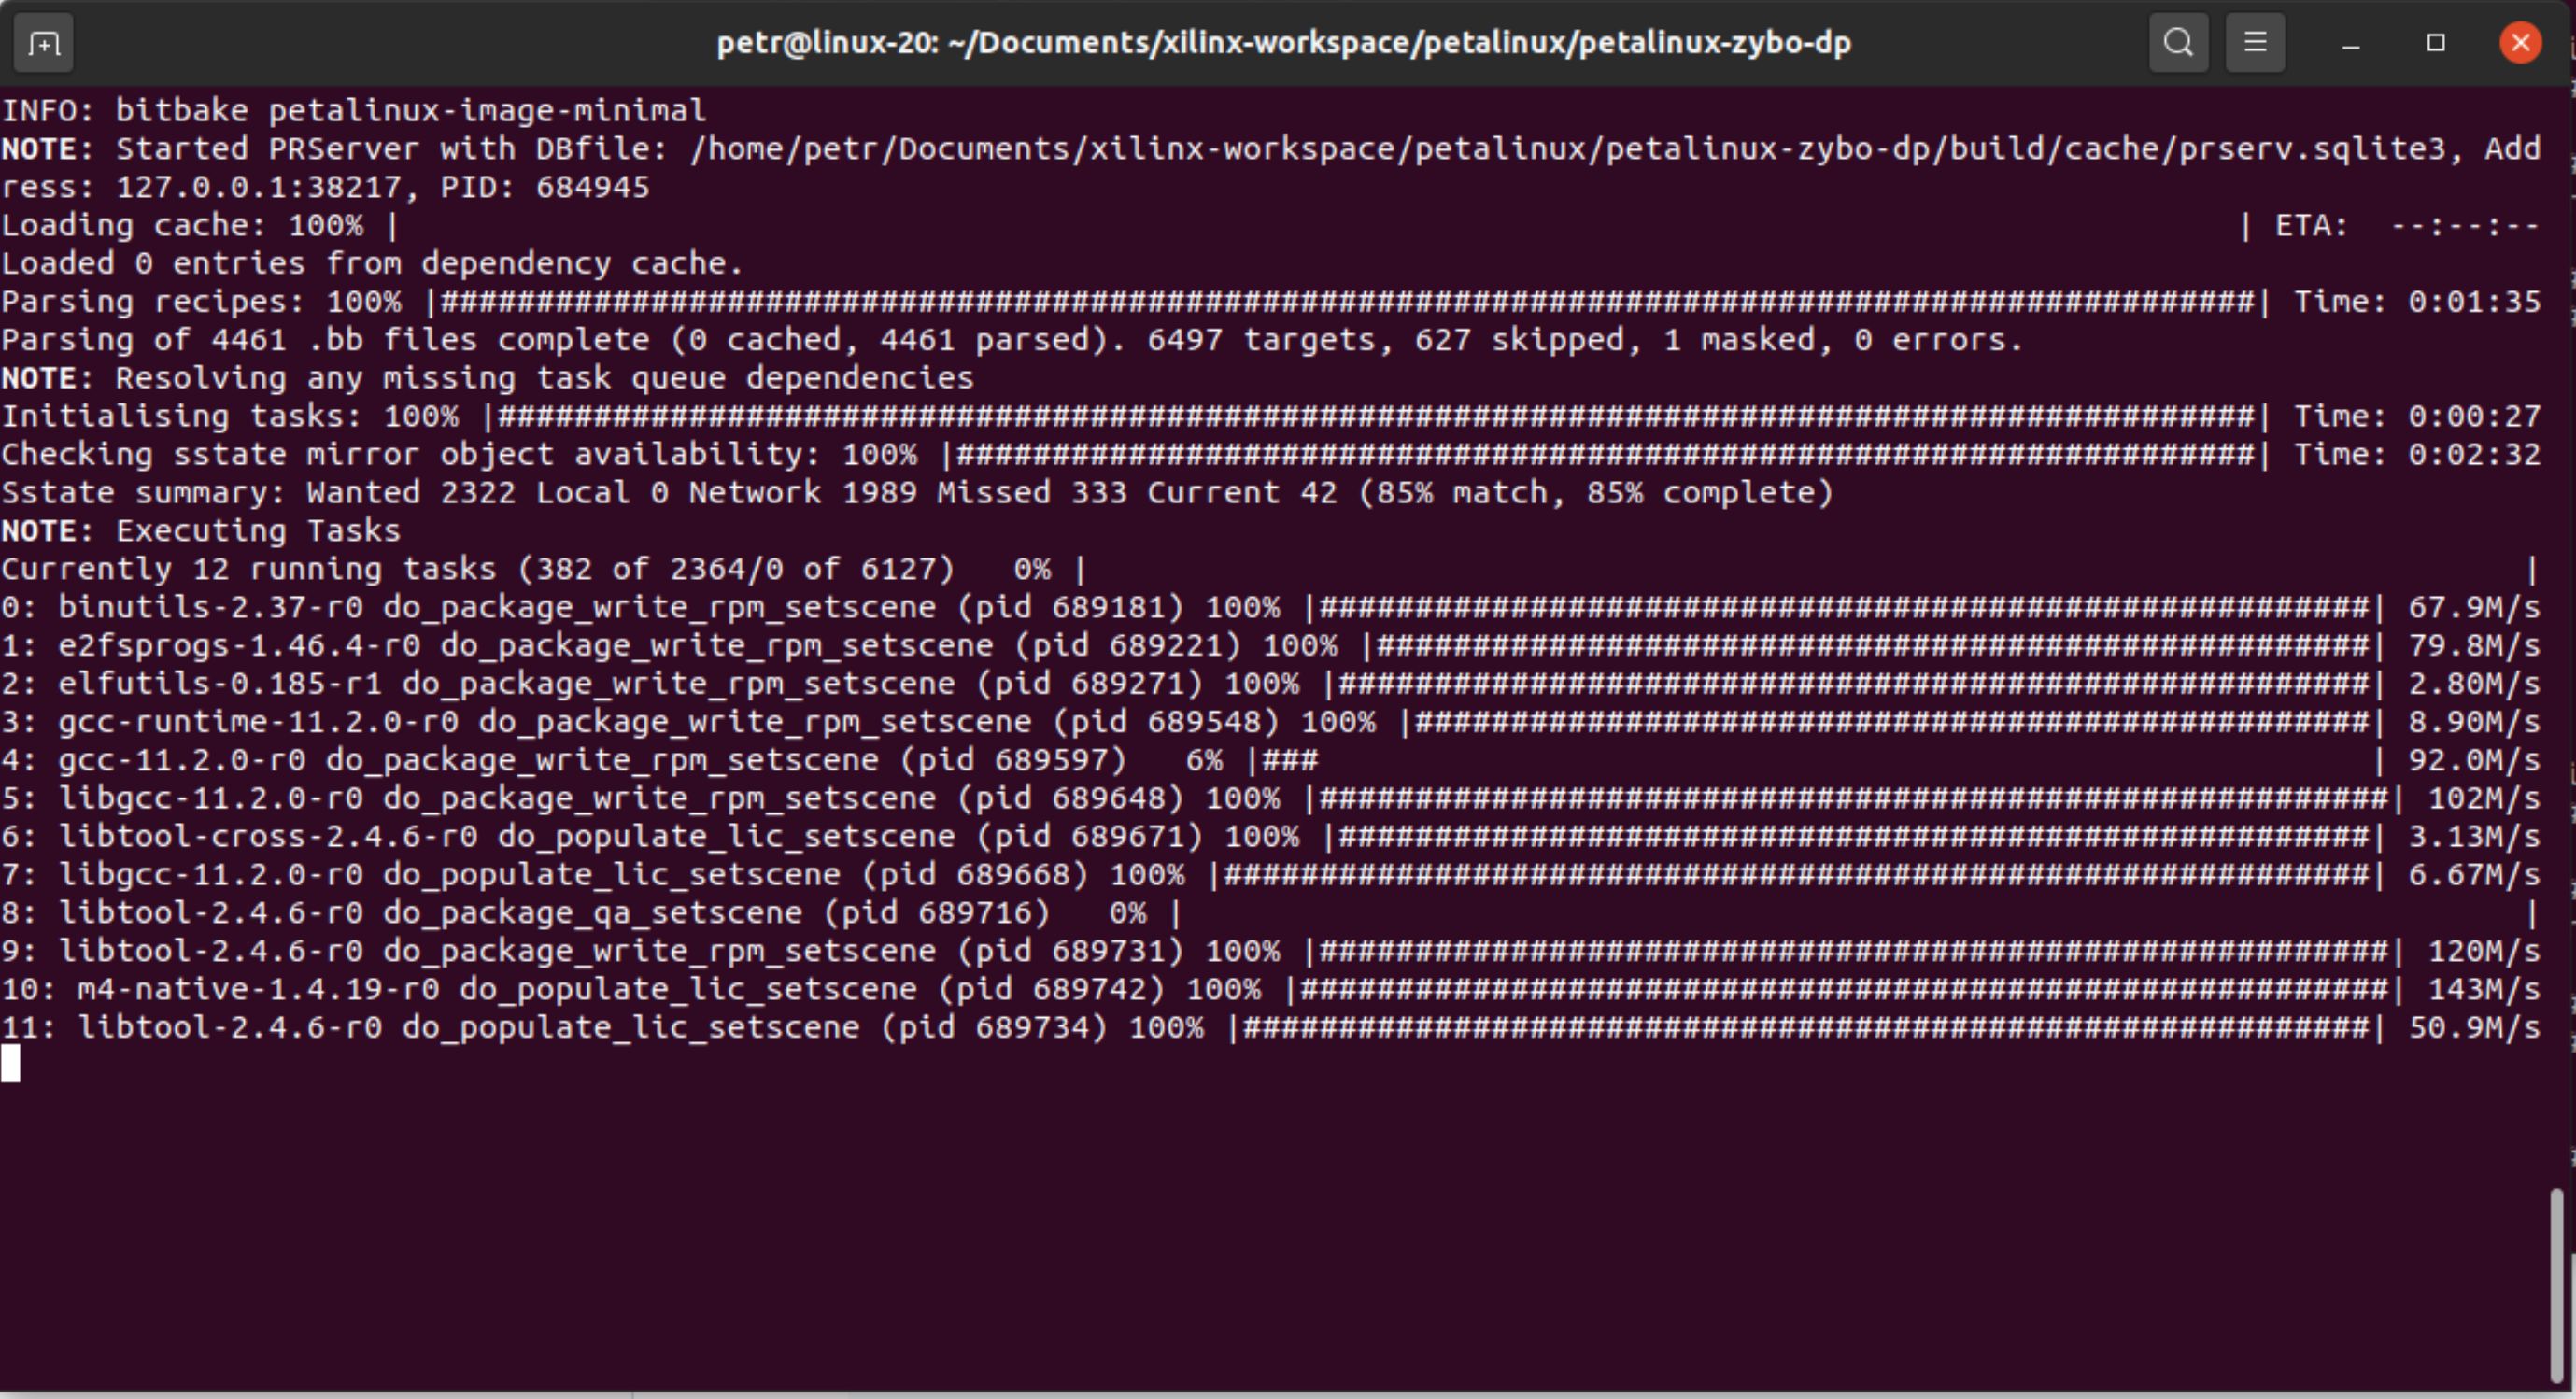 petr@linux-20: ~/Documents/xilinx-workspace/petalinux/petalinux-zybo-dp
INFO: bitbake petalinux-image-minimal
NOTE: Started PRServer with DBfile: /home/petr/Documents/xilinx-workspace/petalinux/petalinux-zybo-dp/build/cache/prserv.sqlite3, Add
ress: 127.0.0.1:38217, PID: 684945
Loading cache: 100% | | ETA:  --:--:--
Loaded 0 entries from dependency cache.
Parsing recipes: 100% |###############################################################################################| Time: 0:01:35
Parsing of 4461 .bb files complete (0 cached, 4461 parsed). 6497 targets, 627 skipped, 1 masked, 0 errors.
NOTE: Resolving any missing task queue dependencies
Initialising tasks: 100% |############################################################################################| Time: 0:00:27
Checking sstate mirror object availability: 100% |####################################################################| Time: 0:02:32
Sstate summary: Wanted 2322 Local 0 Network 1989 Missed 333 Current 42 (85% match, 85% complete)
NOTE: Executing Tasks
Currently 12 running tasks (382 of 2364/0 of 6127)   0% | |
0: binutils-2.37-r0 do_package_write_rpm_setscene (pid 689181) 100% |#######################################################| 67.9M/s
1: e2fsprogs-1.46.4-r0 do_package_write_rpm_setscene (pid 689221) 100% |####################################################| 79.8M/s
2: elfutils-0.185-r1 do_package_write_rpm_setscene (pid 689271) 100% |######################################################| 2.80M/s
3: gcc-runtime-11.2.0-r0 do_package_write_rpm_setscene (pid 689548) 100% |##################################################| 8.90M/s
4: gcc-11.2.0-r0 do_package_write_rpm_setscene (pid 689597)   6% |### | 92.0M/s
5: libgcc-11.2.0-r0 do_package_write_rpm_setscene (pid 689648) 100% |########################################################| 102M/s
6: libtool-cross-2.4.6-r0 do_populate_lic_setscene (pid 689671) 100% |######################################################| 3.13M/s
7: libgcc-11.2.0-r0 do_populate_lic_setscene (pid 689668) 100% |############################################################| 6.67M/s
8: libtool-2.4.6-r0 do_package_qa_setscene (pid 689716)   0% | |
9: libtool-2.4.6-r0 do_package_write_rpm_setscene (pid 689731) 100% |########################################################| 120M/s
10: m4-native-1.4.19-r0 do_populate_lic_setscene (pid 689742) 100% |#########################################################| 143M/s
11: libtool-2.4.6-r0 do_populate_lic_setscene (pid 689734) 100% |###########################################################| 50.9M/s